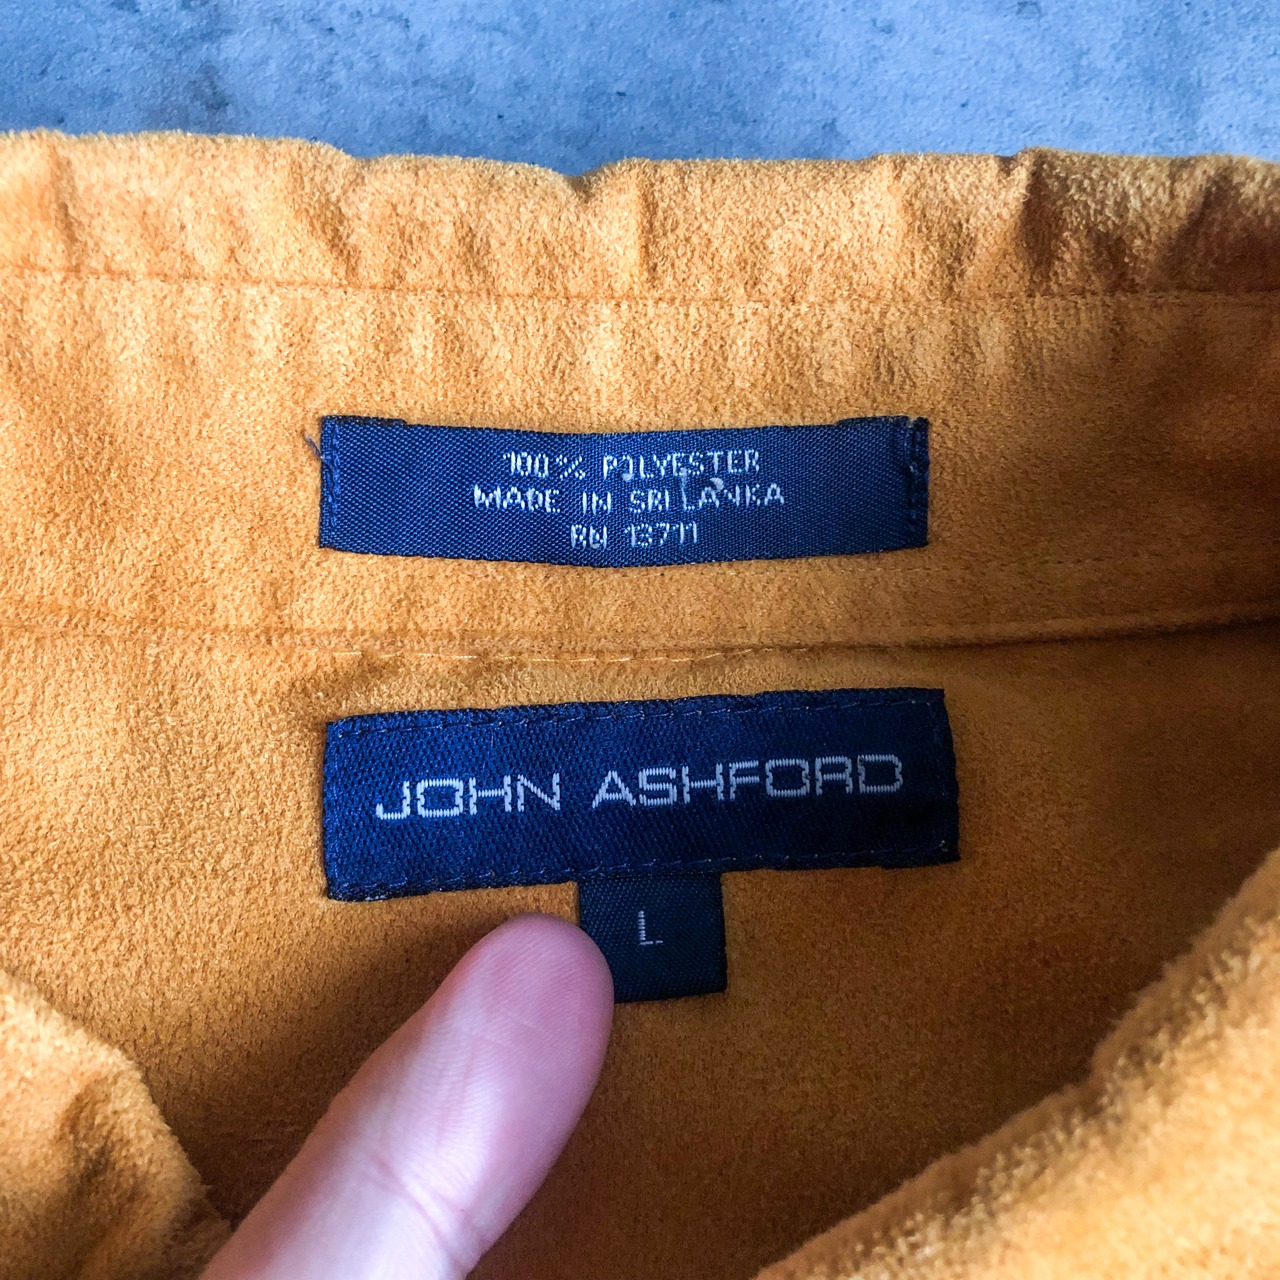 100% POLYESTER
MADE IN SRI LANKA
RN 13711
JOHN ASHFORD
L